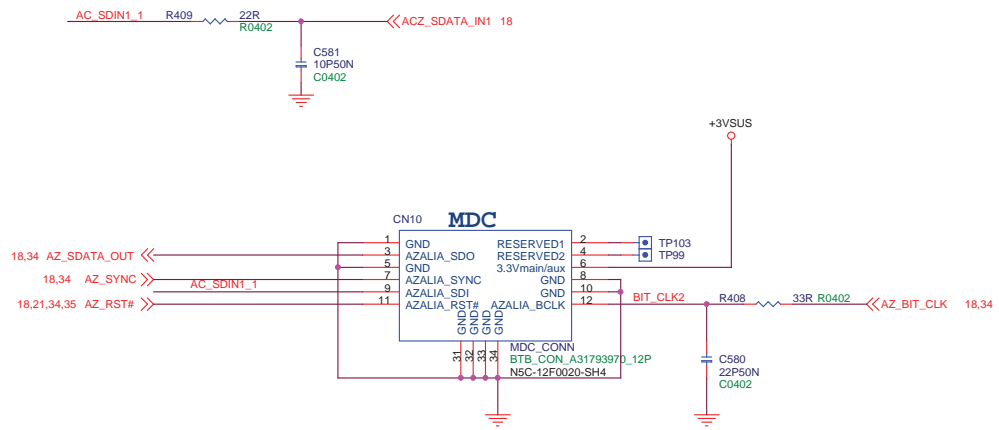 AC_SDIN1_1 R409 22R ACZ_SDATA_IN1 18
R0402
C581
10P50N
C0402
+3VSUS
CN10 MDC
1 GND RESERVED1 2 TP103
18,34 AZ_SDATA_OUT 3 AZALIA_SDO RESERVED2 4 TP99
5 GND 3.3Vmain/aux 6
18,34 AZ_SYNC 7 AZALIA_SYNC GND 8
AC_SDIN1_1 9 AZALIA_SDI GND 10
18,21,34,35 AZ_RST# 11 AZALIA_RST# AZALIA_BCLK 12 BIT_CLK2 R408 33R R0402 AZ_BIT_CLK 18,34
GND GND GND GND
31 32 33 34
MDC_CONN
BTB_CON_A31793970_12P
N5C-12F0020-SH4
C580
22P50N
C0402